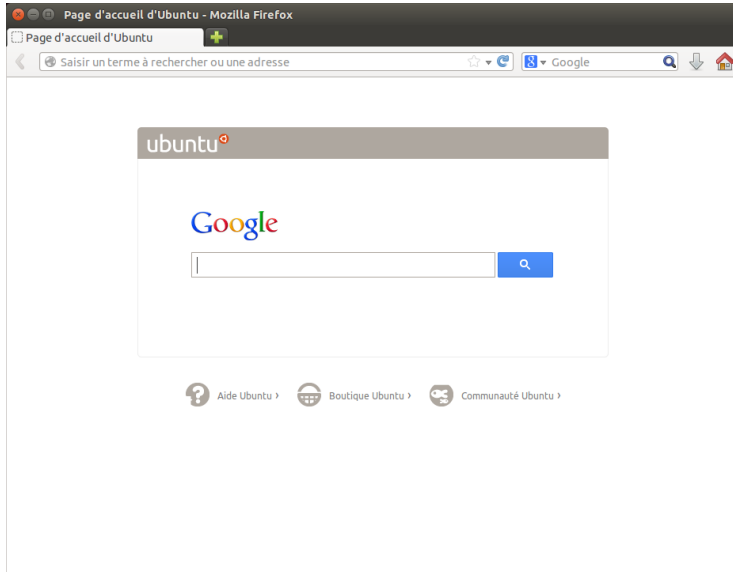 Page d'accueil d'Ubuntu - Mozilla Firefox
Page d'accueil d'Ubuntu
Saisir un terme à rechercher ou une adresse
8 Google
ubuntu
Google
Aide Ubuntu › Boutique Ubuntu › Communauté Ubuntu ›